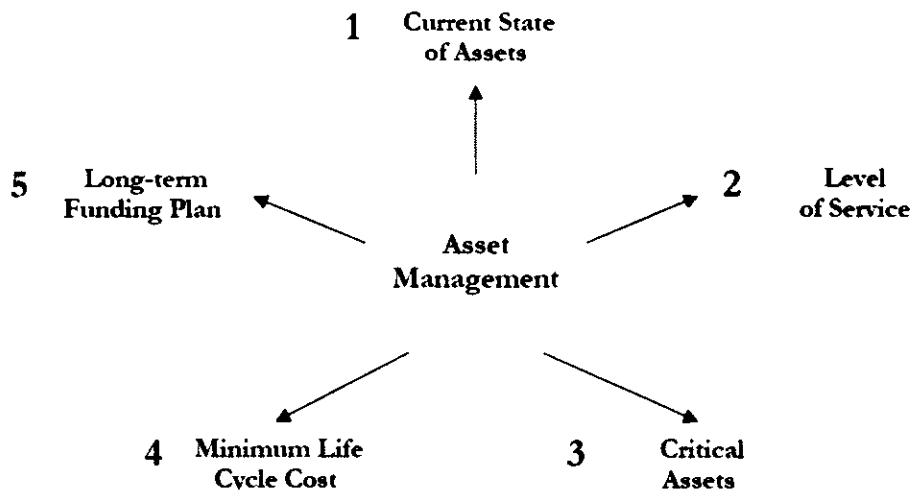 1 Current State
of Assets
5 Long-term
Funding Plan
2 Level
of Service
Asset
Management
4 Minimum Life
Cycle Cost
3 Critical
Assets